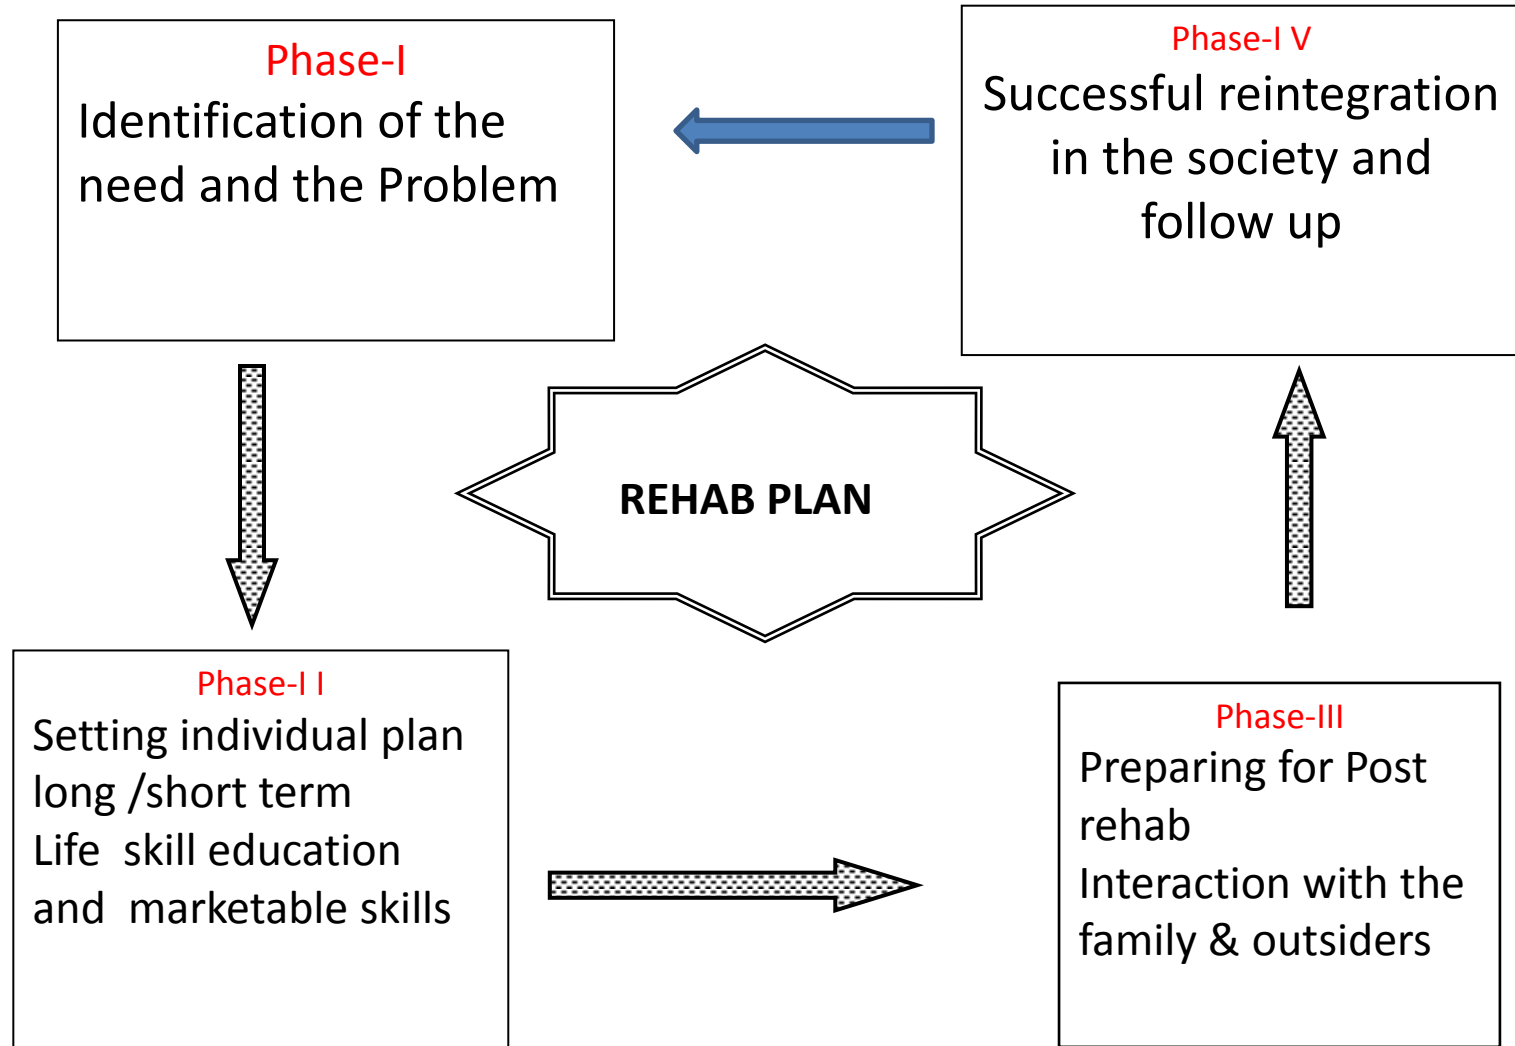 Phase-I
Identification of the
need and the Problem
Phase-I V
Successful reintegration
in the society and
follow up
REHAB PLAN
Phase-I I
Setting individual plan
long /short term
Life  skill education
and  marketable skills
Phase-III
Preparing for Post
rehab
Interaction with the
family & outsiders